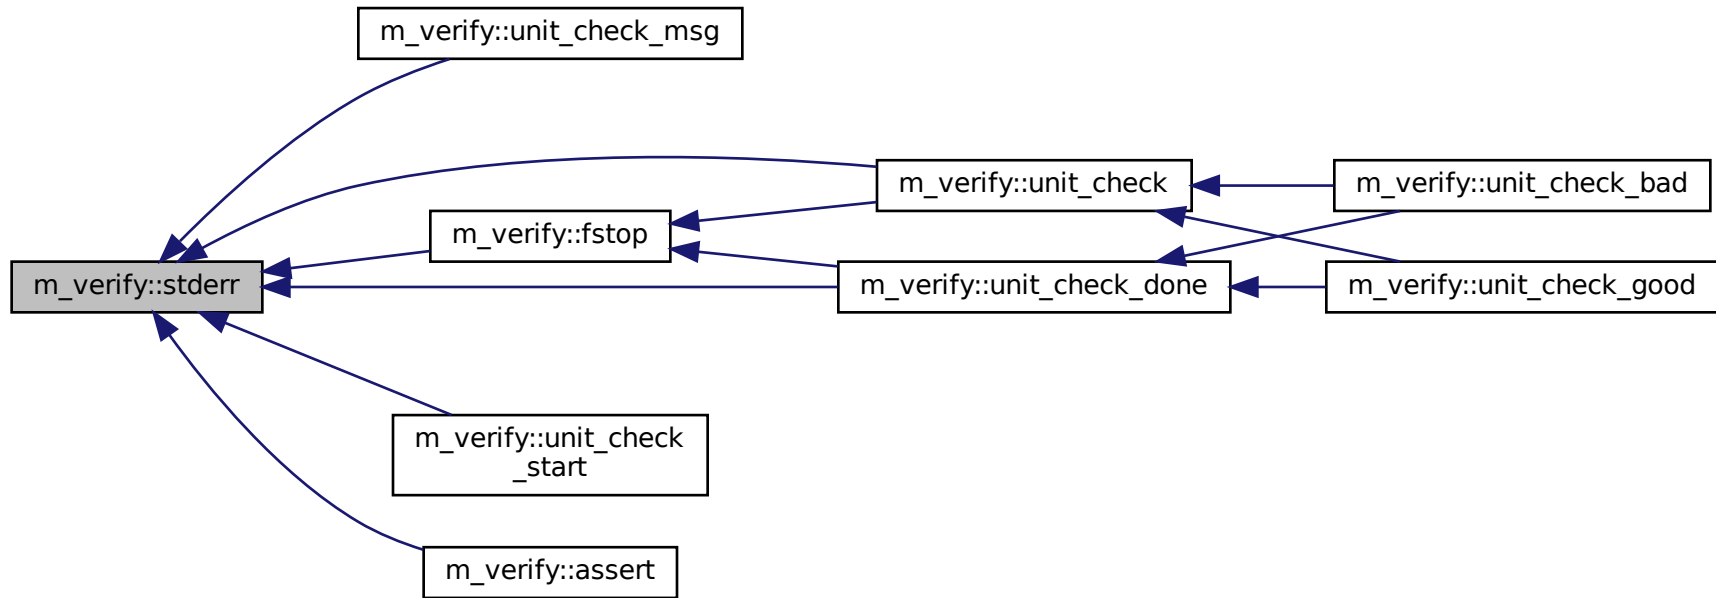 m_verify::unit_check_msg
m_verify::unit_check
m_verify::unit_check_bad
m_verify::fstop
m_verify::stderr
m_verify::unit_check_done
m_verify::unit_check_good
m_verify::unit_check
_start
m_verify::assert